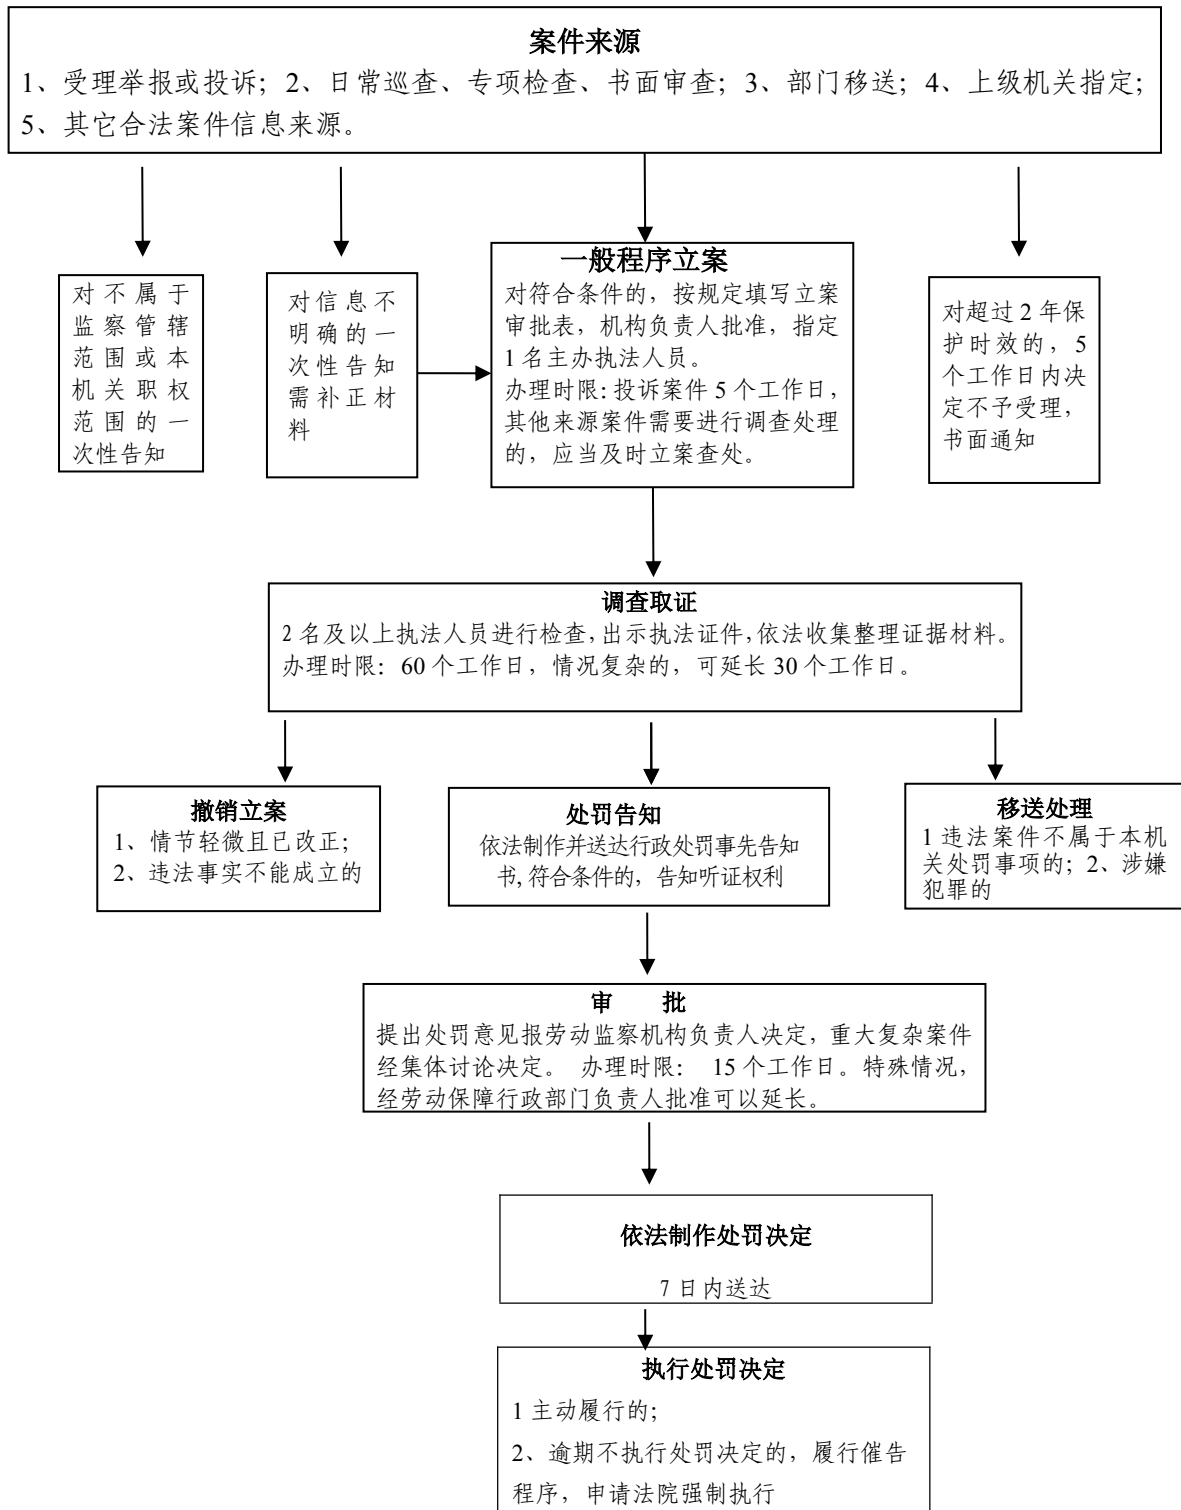 案件来源
1、受理举报或投诉；2、日常巡查、专项检查、书面审查；3、部门移送；4、上级机关指定；
5、其它合法案件信息来源。
对不属于
监察管辖
范围或本
机关职权
范围的一
次性告知
对信息不
明确的一
次性告知
需补正材
料
一般程序立案
对符合条件的，按规定填写立案
审批表，机构负责人批准，指定
1 名主办执法人员。
办理时限：投诉案件 5 个工作日，
其他来源案件需要进行调查处理
的，应当及时立案查处。
对超过 2 年保
护时效的，5
个工作日内决
定不予受理，
书面通知
调查取证
2 名及以上执法人员进行检查，出示执法证件，依法收集整理证据材料。
办理时限：60 个工作日，情况复杂的，可延长 30 个工作日。
撤销立案
1、情节轻微且已改正；
2、违法事实不能成立的
处罚告知
依法制作并送达行政处罚事先告知
书，符合条件的，告知听证权利
移送处理
1 违法案件不属于本机
关处罚事项的；2、涉嫌
犯罪的
审 批
提出处罚意见报劳动监察机构负责人决定，重大复杂案件
经集体讨论决定。 办理时限： 15 个工作日。特殊情况，
经劳动保障行政部门负责人批准可以延长。
依法制作处罚决定
7 日内送达
执行处罚决定
1 主动履行的；
2、逾期不执行处罚决定的，履行催告
程序，申请法院强制执行